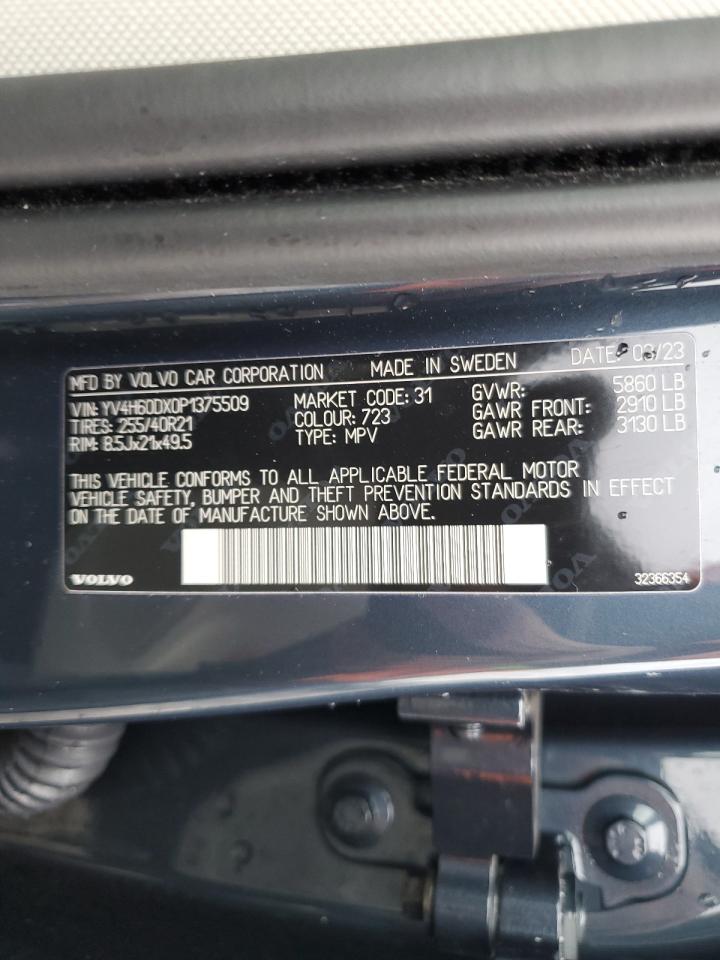 MFD BY VOLVO CAR CORPORATION MADE IN SWEDEN DATE: 03/23
VIN: YV4H60DX0P1375509 MARKET CODE: 31 GVWR: 5860 LB
TIRES: 255/40R21 COLOUR: 723 GAWR FRONT: 2910 LB
RIM: 8.5Jx21x49.5 TYPE: MPV GAWR REAR: 3130 LB
THIS VEHICLE CONFORMS TO ALL APPLICABLE FEDERAL MOTOR
VEHICLE SAFETY, BUMPER AND THEFT PREVENTION STANDARDS IN EFFECT
ON THE DATE OF MANUFACTURE SHOWN ABOVE.
VOLVO 32366354